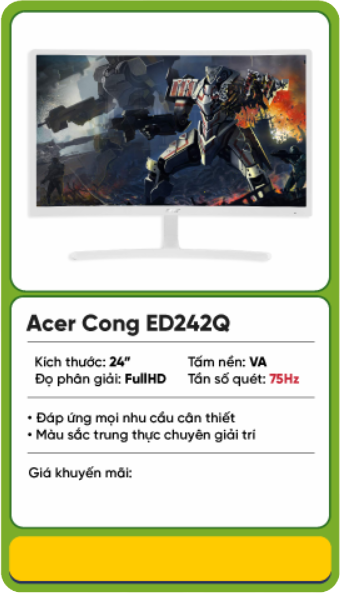 Acer Cong ED242Q
Kích thước: 24” Tấm nền: VA
Đọ phân giải: FullHD Tần số quét: 75Hz
• Đáp ứng mọi nhu cầu cân thiết
• Màu sắc trung thực chuyên giải trí
Giá khuyến mãi: